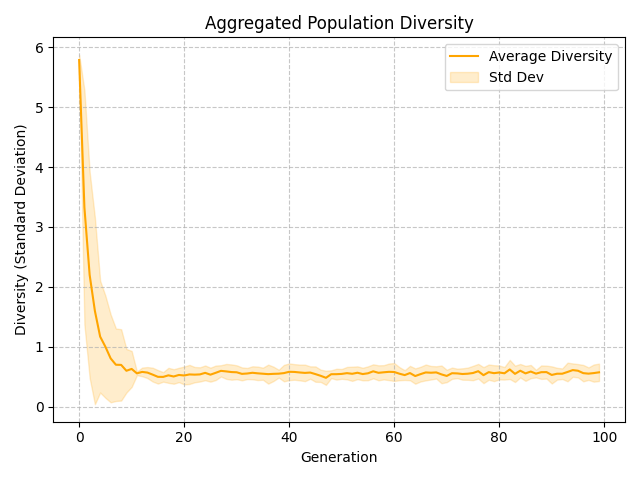 Aggregated Population Diversity
Average Diversity
Std Dev
Diversity (Standard Deviation)
6
5
4
3
2
1
0
0 20 40 60 80 100
Generation